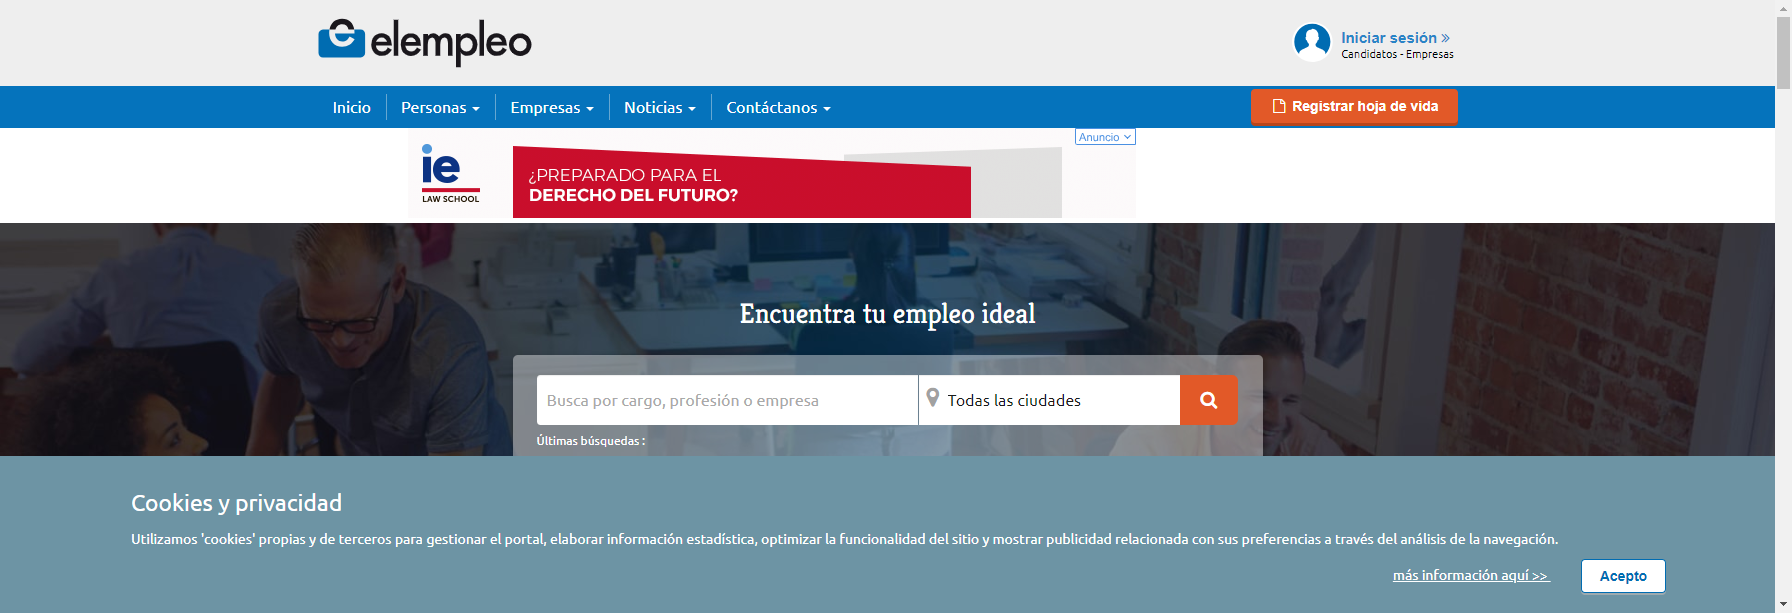 elempleo
Iniciar sesión »
Candidatos - Empresas
Inicio Personas Empresas Noticias Contáctanos Registrar hoja de vida
Anuncio
ie
LAW SCHOOL
¿PREPARADO PARA EL
DERECHO DEL FUTURO?
Encuentra tu empleo ideal
Busca por cargo, profesión o empresa Todas las ciudades
Últimas búsquedas :
Cookies y privacidad
Utilizamos 'cookies' propias y de terceros para gestionar el portal, elaborar información estadística, optimizar la funcionalidad del sitio y mostrar publicidad relacionada con sus preferencias a través del análisis de la navegación.
más información aquí >> Acepto